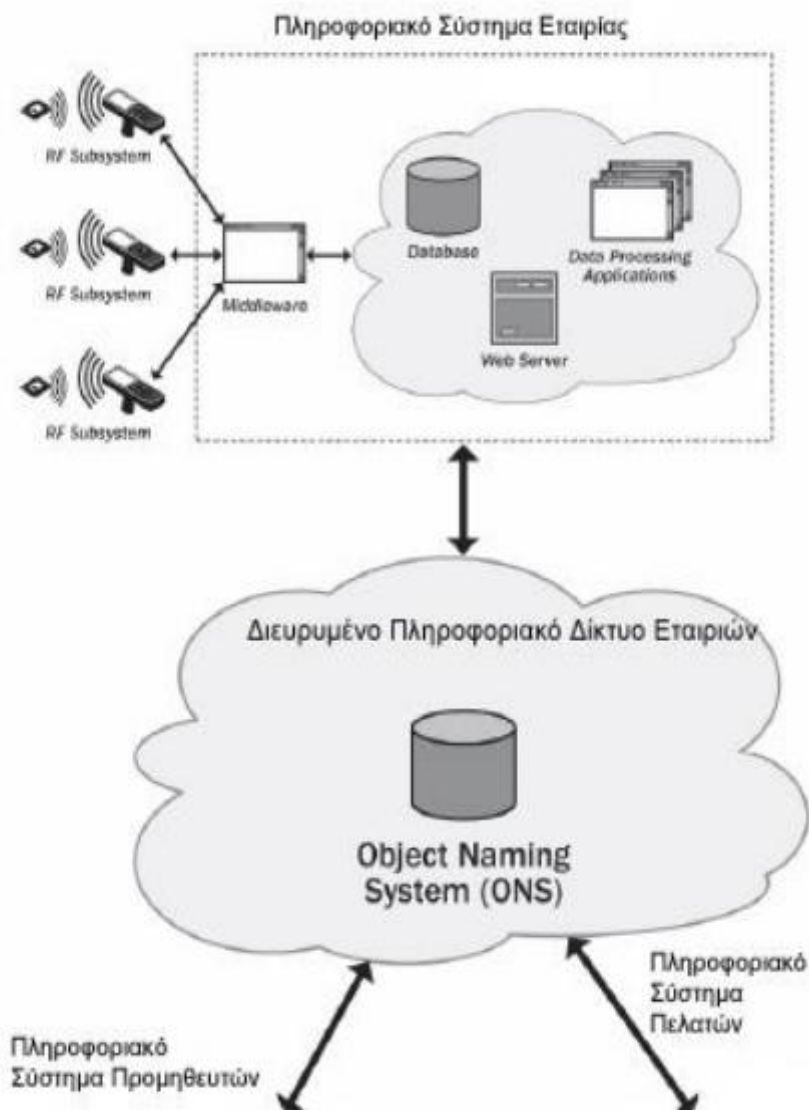 Πληροφοριακό Σύστημα Εταιρίας
RF Subsystem
RF Subsystem
RF Subsystem
Middleware
Database
Data Processing
Applications
Web Server
Διευρυμένο Πληροφοριακό Δίκτυο Εταιριών
Object Naming
System (ONS)
Πληροφοριακό
Σύστημα
Πελατών
Πληροφοριακό
Σύστημα Προμηθευτών